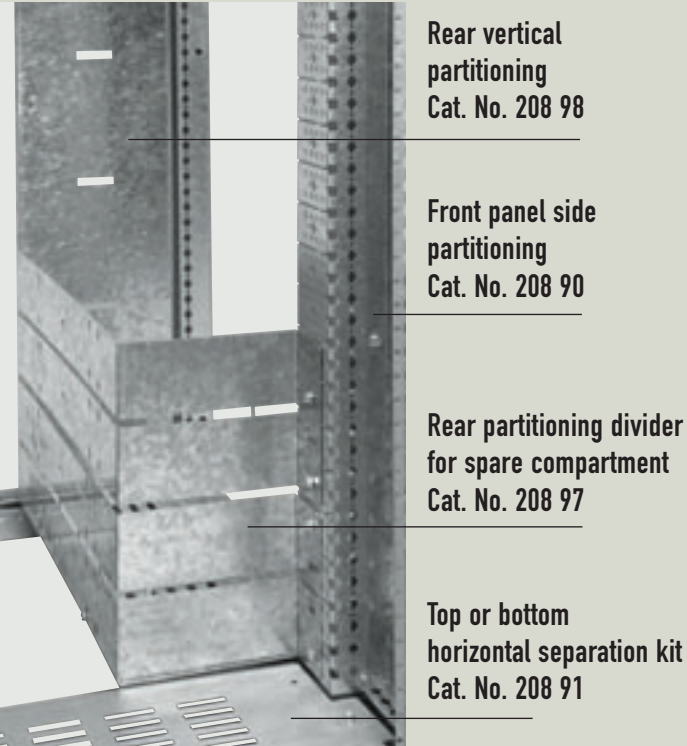 Rear vertical
partitioning
Cat. No. 208 98
Front panel side
partitioning
Cat. No. 208 90
Rear partitioning divider
for spare compartment
Cat. No. 208 97
Top or bottom
horizontal separation kit
Cat. No. 208 91